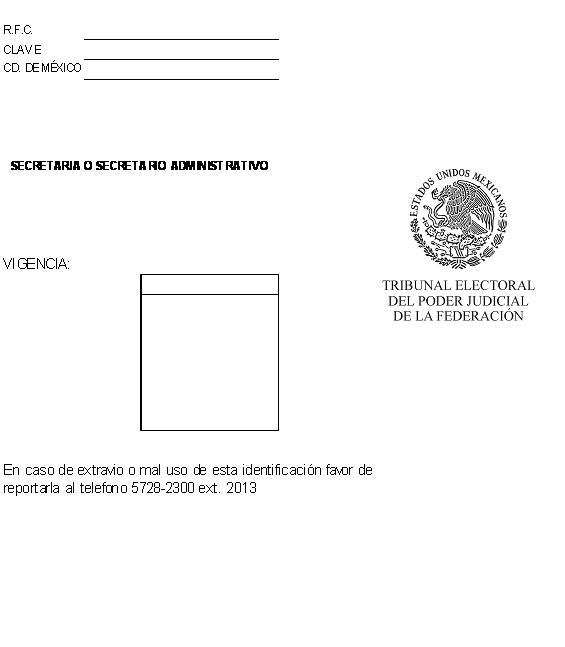 R.F.C.
CLAVE
CD. DE MÉXICO
SECRETARIA O SECRETARIO ADMINISTRATIVO
ESTADOS UNIDOS MEXICANOS
VIGENCIA:
TRIBUNAL ELECTORAL
DEL PODER JUDICIAL
DE LA FEDERACIÓN
En caso de extravio o mal uso de esta identificación favor de
reportarla al telefono 5728-2300 ext. 2013